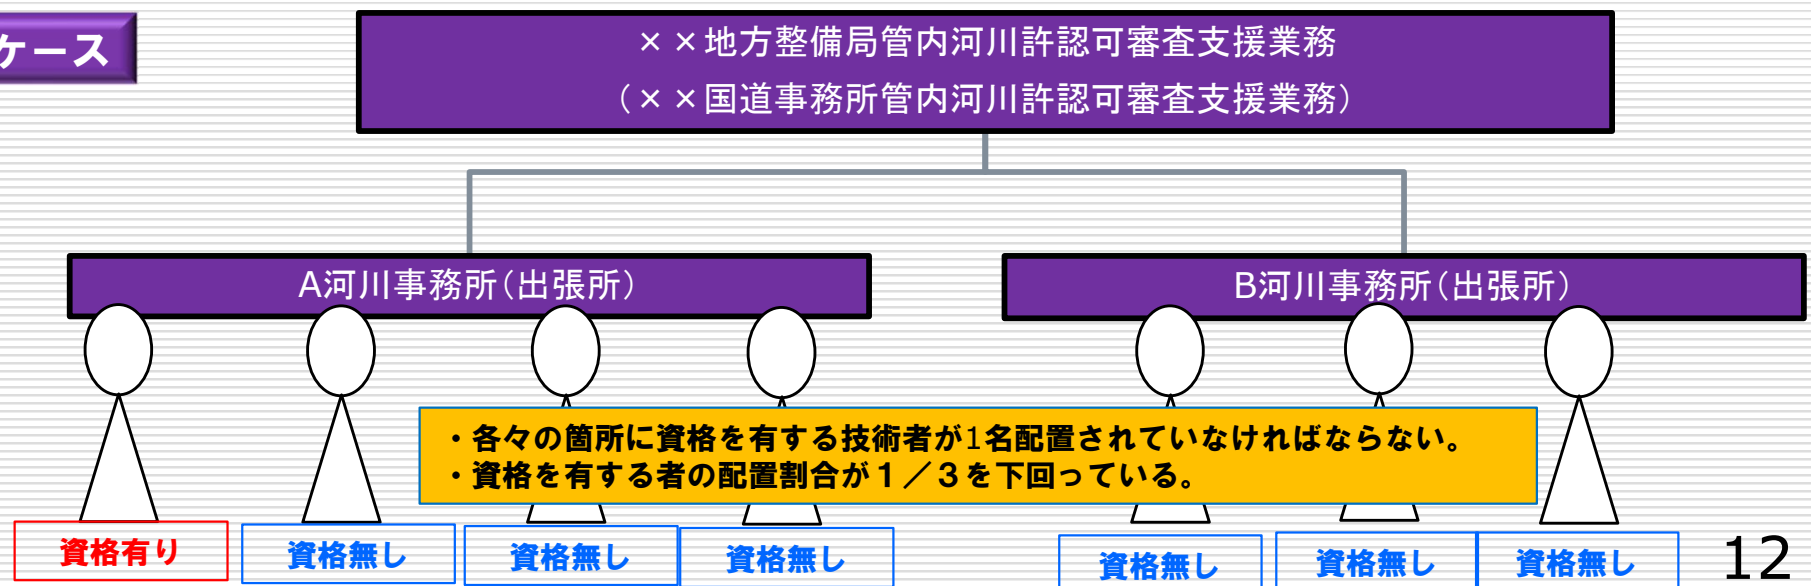 ケース
××地方整備局管内河川許認可審査支援業務
(××国道事務所管内河川許認可審査支援業務)
A河川事務所(出張所)
B河川事務所(出張所)
・各々の箇所に資格を有する技術者が1名配置されていなければならない。
・資格を有する者の配置割合が1/3を下回っている。
資格有り
資格無し
資格無し
資格無し
資格無し
資格無し
資格無し
12